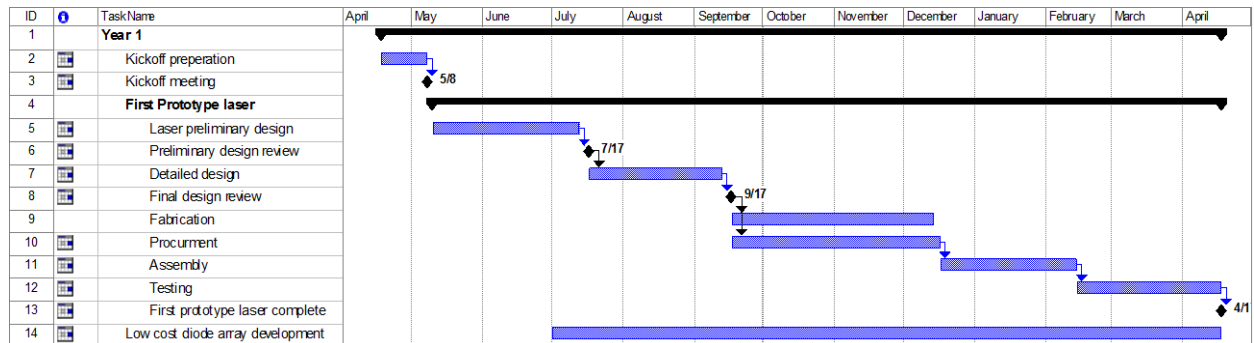 ID TaskName April May June July August September October November December January February March April
1 Year 1
2 Kickoff preperation
3 Kickoff meeting 5/8
4 First Prototype laser
5 Laser preliminary design
6 Preliminary design review 7/17
7 Detailed design
8 Final design review 9/17
9 Fabrication
10 Procurment
11 Assembly
12 Testing
13 First prototype laser complete 4/1
14 Low cost diode array development